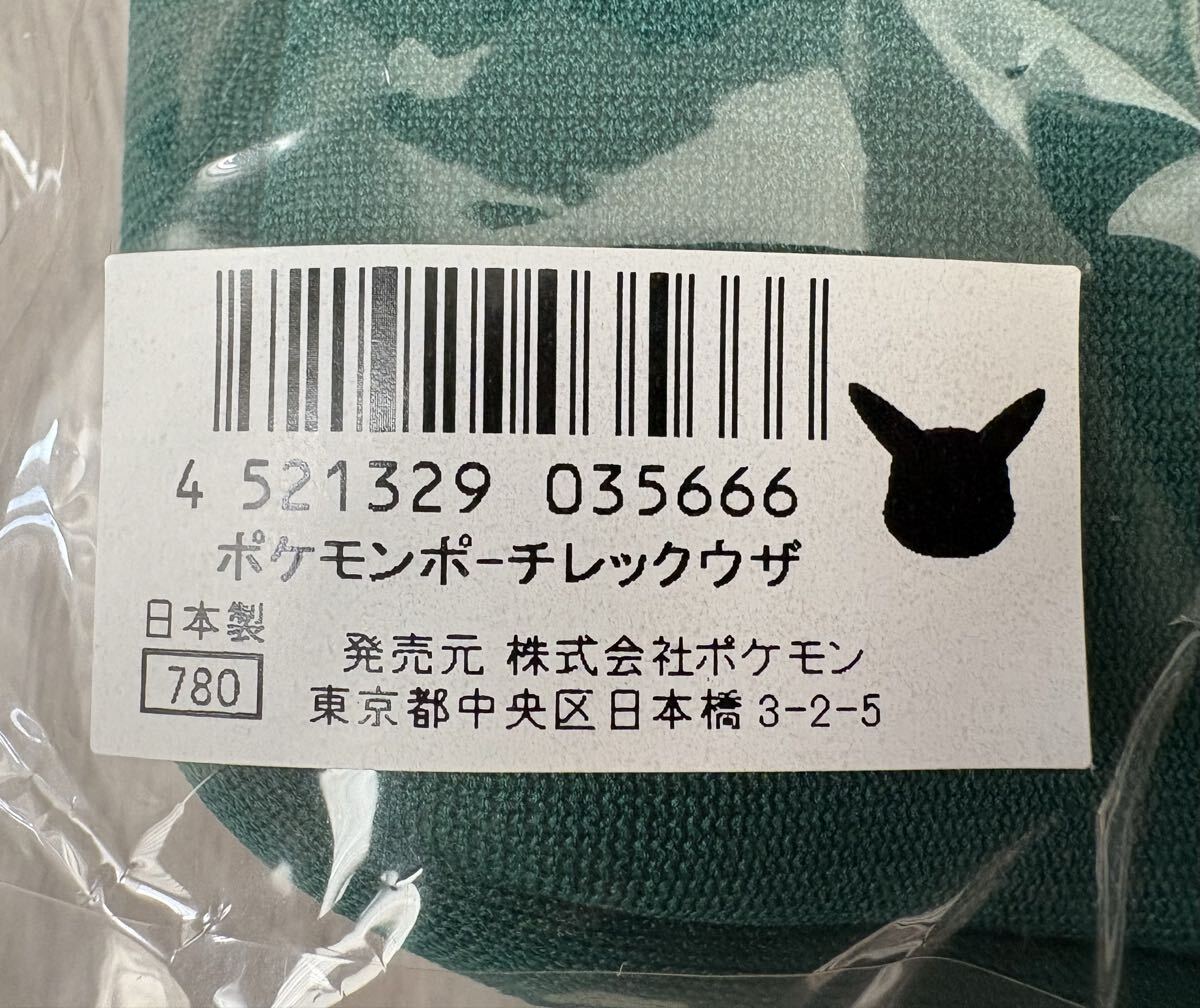 4 521329 035666
ポケモンポーチレックウザ
日本製
780
発売元 株式会社ポケモン
東京都中央区日本橋3-2-5